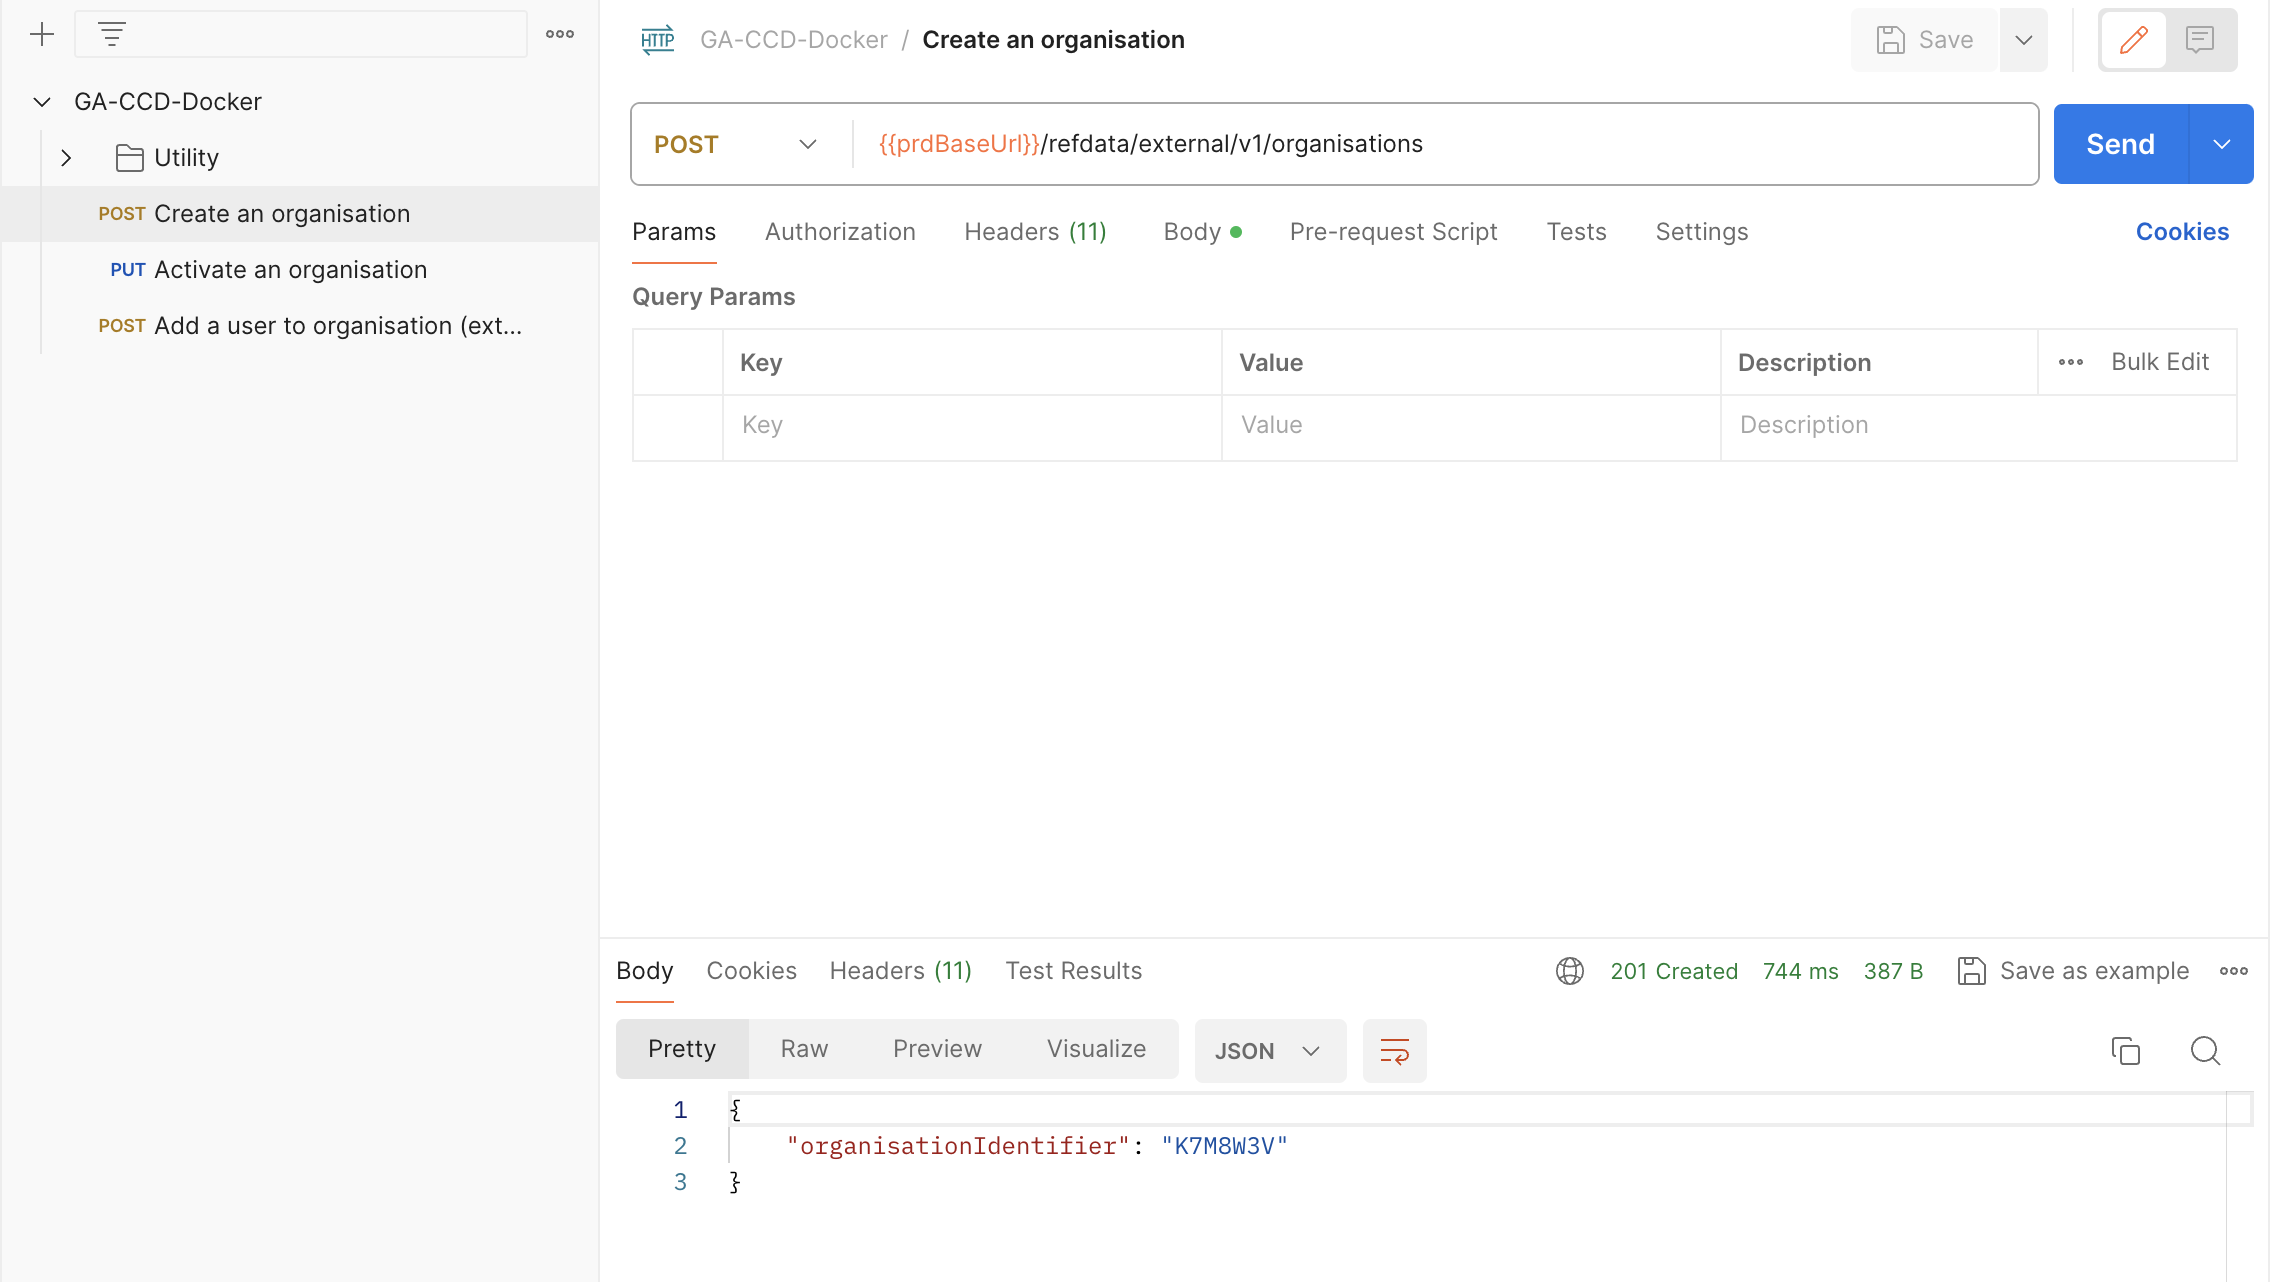 GA-CCD-Docker
Utility
POST Create an organisation
PUT Activate an organisation
POST Add a user to organisation (ext...
HTTP GA-CCD-Docker / Create an organisation
Save
POST {{prdBaseUrl}}/refdata/external/v1/organisations
Send
Params Authorization Headers (11) Body Pre-request Script Tests Settings Cookies
Query Params
Key Value Description Bulk Edit
Key Value Description
Body Cookies Headers (11) Test Results 201 Created 744 ms 387 B Save as example
Pretty Raw Preview Visualize JSON
1 {
2 "organisationIdentifier": "K7M8W3V"
3 }